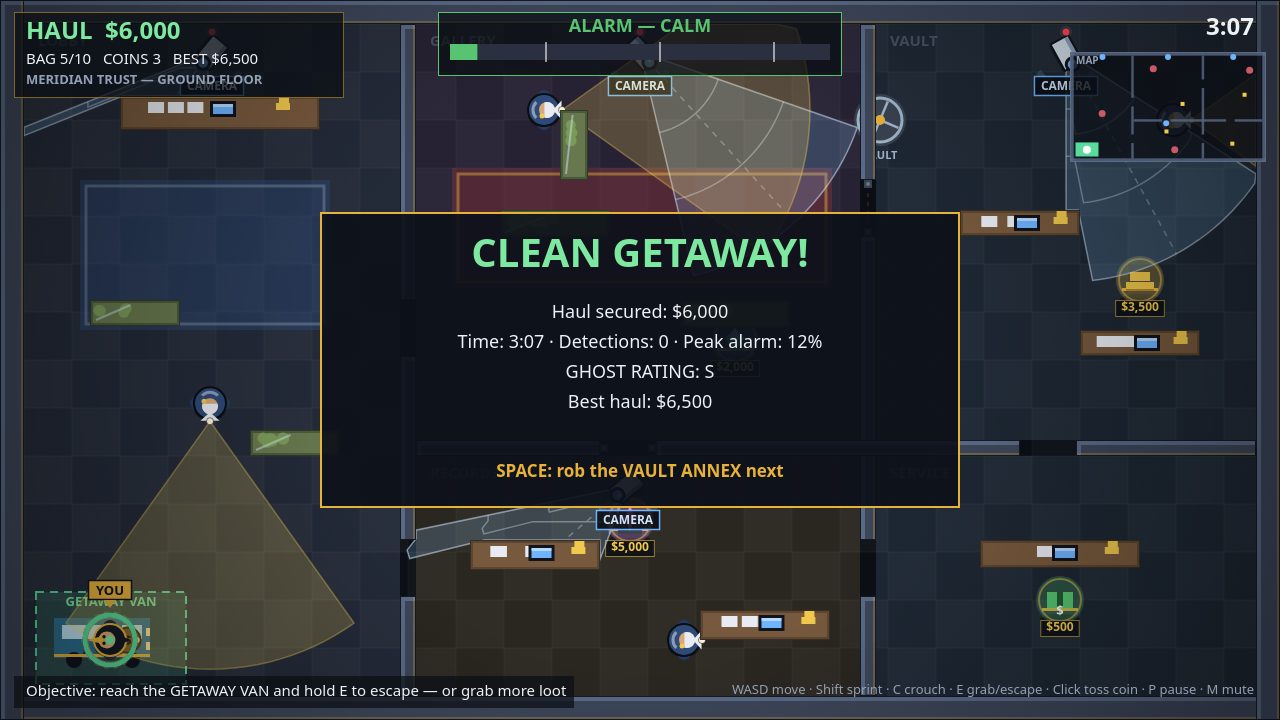 HAUL $6,000
BAG 5/10 COINS 3 BEST $6,500
MERIDIAN TRUST — GROUND FLOOR
CAMERA
GALLERY
ALARM — CALM
CAMERA
VAULT
3:07
MAP
CAMERA
ULT
$3,500
CLEAN GETAWAY!
Haul secured: $6,000
Time: 3:07 · Detections: 0 · Peak alarm: 12%
$2,000
GHOST RATING: S
Best haul: $6,500
SPACE: rob the VAULT ANNEX next
RECORDS
SERVICE
CAMERA
$5,000
YOU
GETAWAY VAN
$
$500
Objective: reach the GETAWAY VAN and hold E to escape — or grab more loot
WASD move · Shift sprint · C crouch · E grab/escape · Click toss coin · P pause · M mute